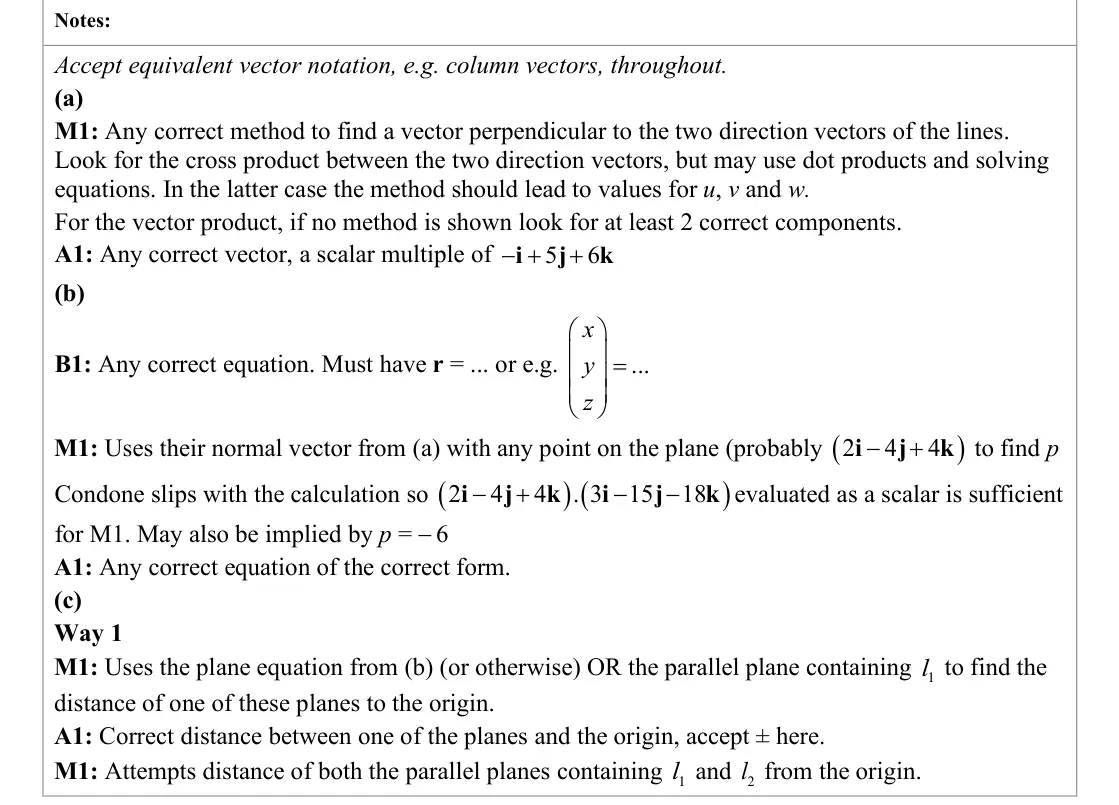 Notes:
Accept equivalent vector notation, e.g. column vectors, throughout.
(a)
M1: Any correct method to find a vector perpendicular to the two direction vectors of the lines.
Look for the cross product between the two direction vectors, but may use dot products and solving
equations. In the latter case the method should lead to values for u, v and w.
For the vector product, if no method is shown look for at least 2 correct components.
A1: Any correct vector, a scalar multiple of −i + 5j + 6k
(b)
B1: Any correct equation. Must have r = ... or e.g. (x y z) = ...
M1: Uses their normal vector from (a) with any point on the plane (probably (2i − 4j + 4k) to find p
Condone slips with the calculation so (2i − 4j + 4k).(3i − 15j − 18k) evaluated as a scalar is sufficient
for M1. May also be implied by p = − 6
A1: Any correct equation of the correct form.
(c)
Way 1
M1: Uses the plane equation from (b) (or otherwise) OR the parallel plane containing l₁ to find the
distance of one of these planes to the origin.
A1: Correct distance between one of the planes and the origin, accept ± here.
M1: Attempts distance of both the parallel planes containing l₁ and l₂ from the origin.